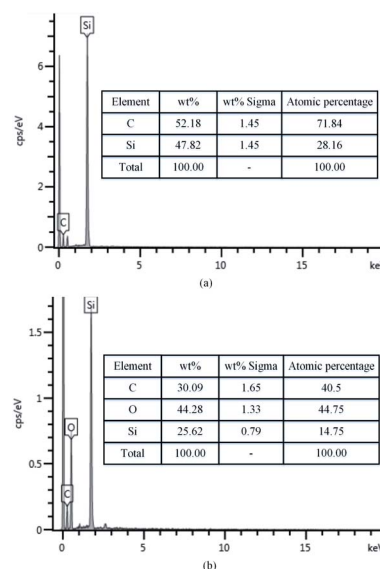 Si
6
4
2
0
cps/eV
C
Element wt% wt% Sigma Atomic percentage
C 52.18 1.45 71.84
Si 47.82 1.45 28.16
Total 100.00 - 100.00
0 5 10 15 keV
(a)
Si
1.5
1
0.5
0
cps/eV
O
C
Element wt% wt% Sigma Atomic percentage
C 30.09 1.65 40.5
O 44.28 1.33 44.75
Si 25.62 0.79 14.75
Total 100.00 - 100.00
0 5 10 15 keV
(b)